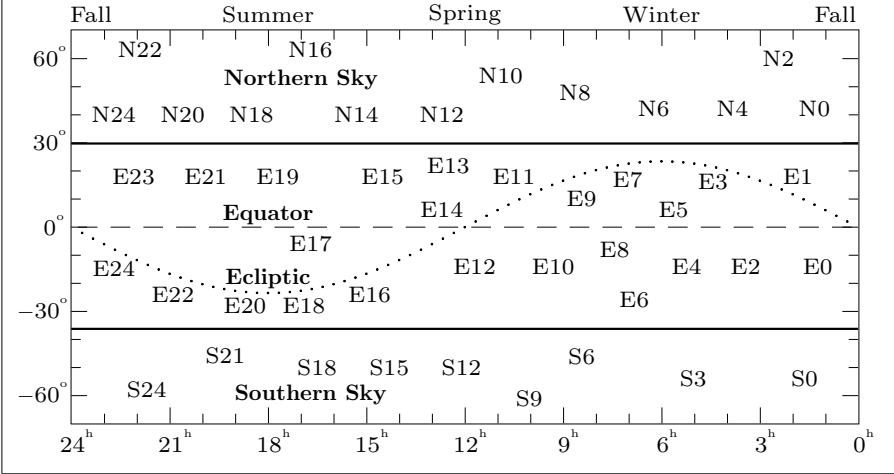 Fall Summer Spring Winter Fall
60° N22 N16 N2
Northern Sky N10
N8
N24 N20 N18 N14 N12 N6 N4 N0
30°
E23 E21 E19 E15 E13 E11 E7 E3 E1
E9
Equator E14 E5
0°
E17 E8
E24 Ecliptic E12 E10 E4 E2 E0
E22 E20 E18 E16 E6
−30°
S21 S18 S15 S12 S6
S24 Southern Sky S9 S3 S0
−60°
24ʰ 21ʰ 18ʰ 15ʰ 12ʰ 9ʰ 6ʰ 3ʰ 0ʰ